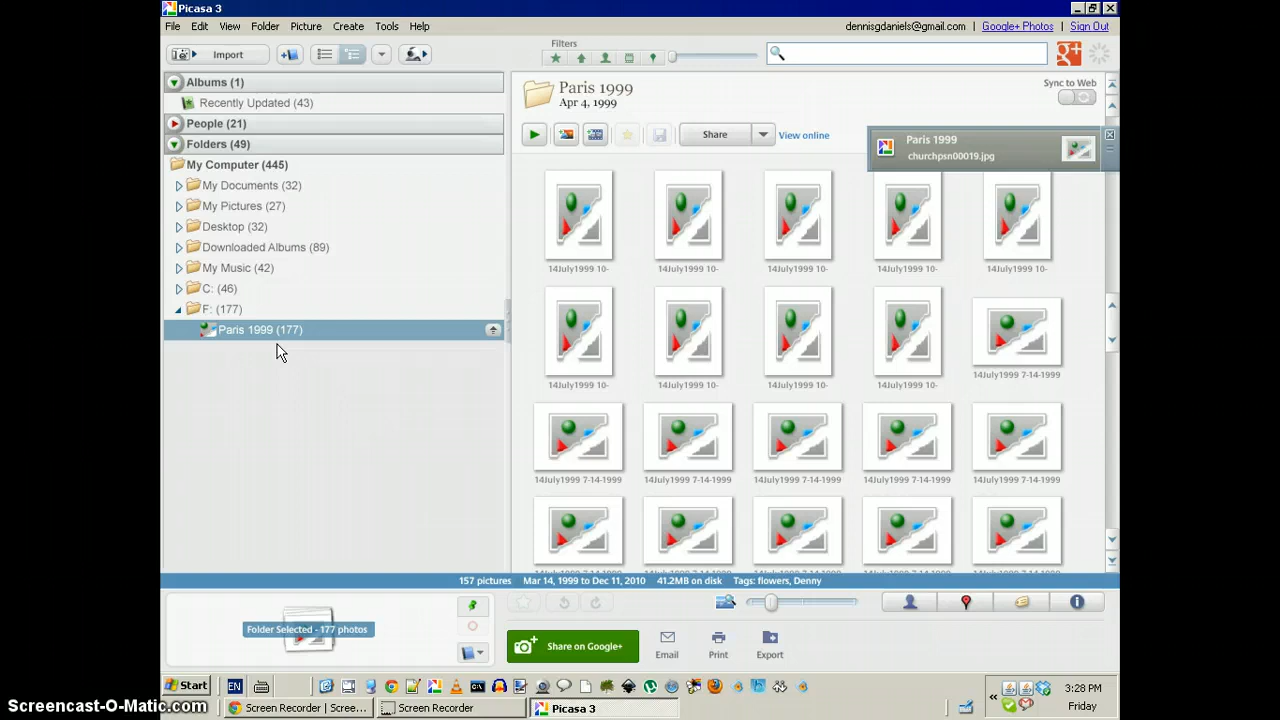 Picasa 3
File Edit View Folder Picture Create Tools Help
dennisgdaniels@gmail.com | Google+ Photos | Sign Out
Import
Filters
Albums (1)
Recently Updated (43)
People (21)
Folders (49)
My Computer (445)
My Documents (32)
My Pictures (27)
Desktop (32)
Downloaded Albums (89)
My Music (42)
C: (46)
F: (177)
Paris 1999 (177)
Paris 1999
Apr 4, 1999
Sync to Web
Share
View online
Paris 1999
churchpsn00019.jpg
14July1999 10- 14July1999 10- 14July1999 10- 14July1999 10- 14July1999 10-
14July1999 10- 14July1999 10- 14July1999 10- 14July1999 10- 14July1999 7-14-1999
14July1999 7-14-1999 14July1999 7-14-1999 14July1999 7-14-1999 14July1999 7-14-1999 14July1999 7-14-1999
157 pictures Mar 14, 1999 to Dec 11, 2010 41.2MB on disk Tags: flowers, Denny
Folder Selected - 177 photos
Share on Google+
Email
Print
Export
Start
EN
3:28 PM
Friday
Screen Recorder | Scree...
Screen Recorder
Picasa 3
Screencast-O-Matic.com